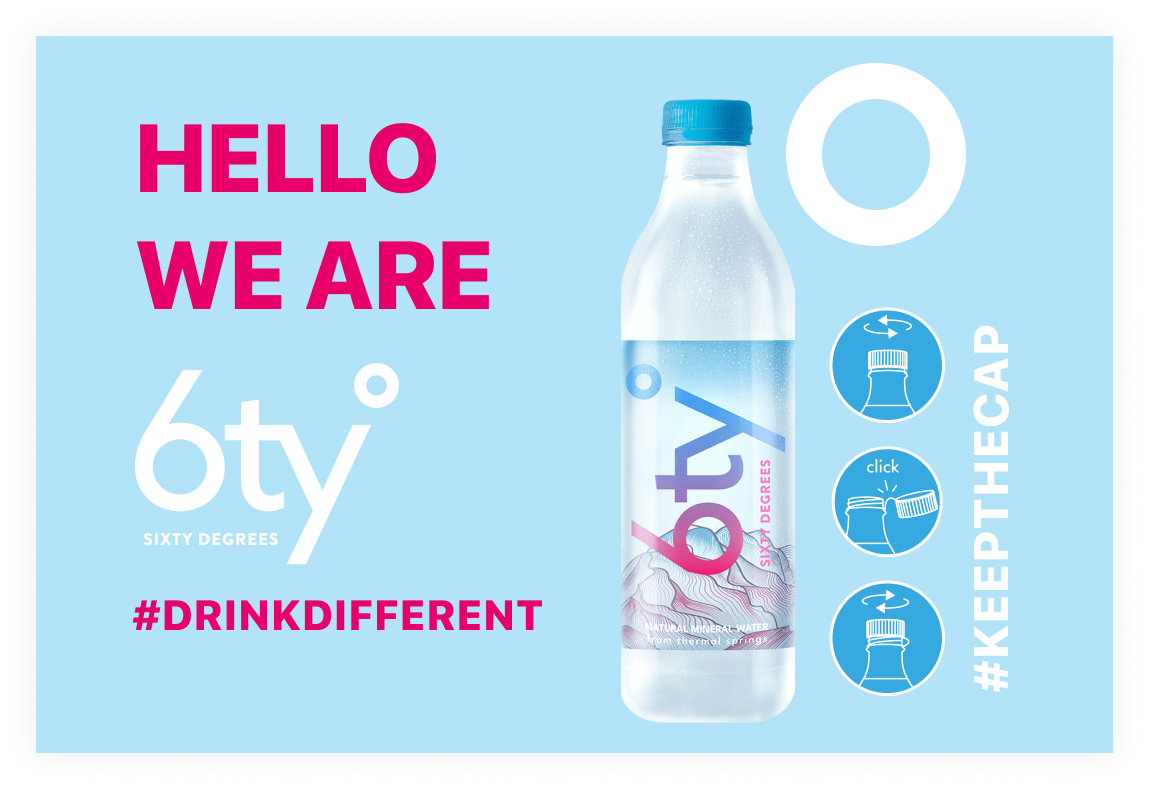 HELLO
WE ARE
6ty°
SIXTY DEGREES
#DRINKDIFFERENT
6ty°
SIXTY DEGREES
NATURAL MINERAL WATER
from thermal springs
click
#KEEPTHECAP